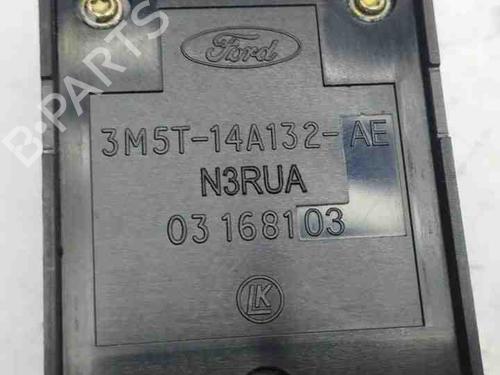 B-PARTS
Ford
3M5T-14A132-AE
N3RUA
03 168103
LK